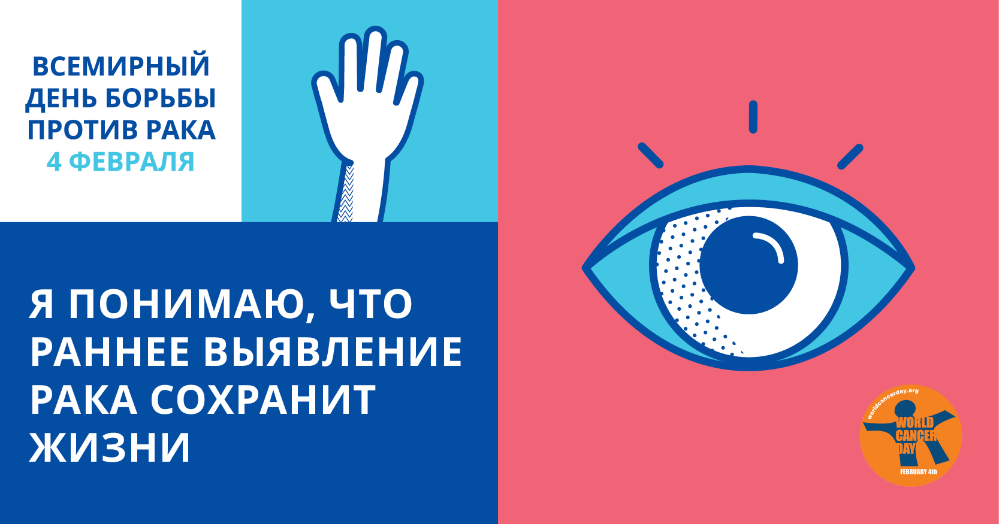 ВСЕМИРНЫЙ
ДЕНЬ БОРЬБЫ
ПРОТИВ РАКА
4 ФЕВРАЛЯ
Я ПОНИМАЮ, ЧТО
РАННЕЕ ВЫЯВЛЕНИЕ
РАКА СОХРАНИТ
ЖИЗНИ
worldcancerday.org
WORLD
CANCER
DAY
FEBRUARY 4th